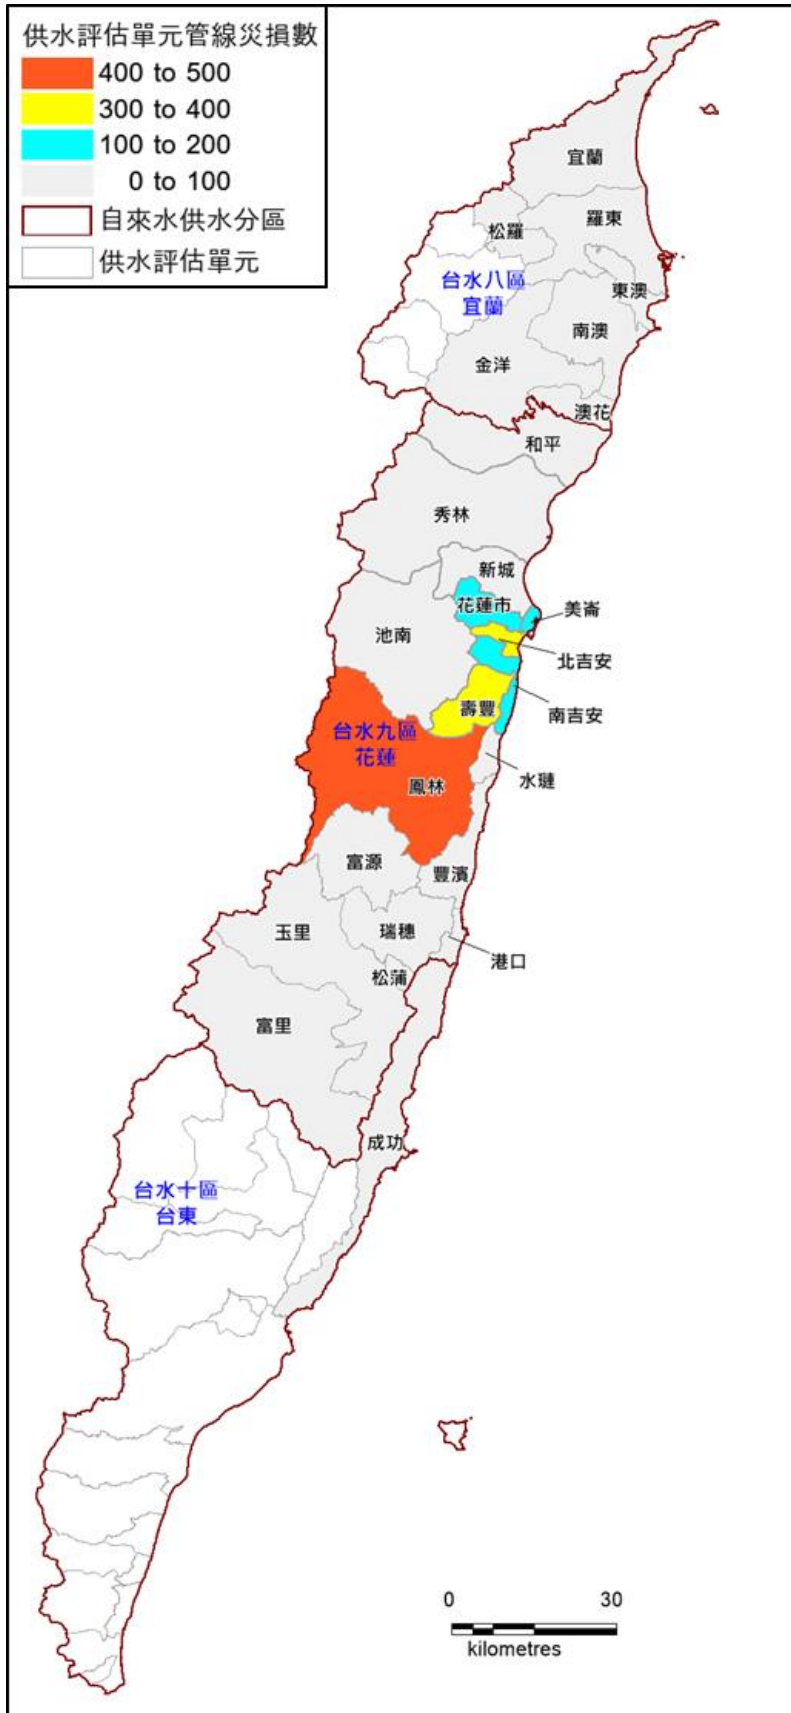 供水評估單元管線災損數
400 to 500
300 to 400
100 to 200
0 to 100
自來水供水分區
供水評估單元
宜蘭
羅東
松羅
台水八區
宜蘭
東澳
南澳
金洋
澳花
和平
秀林
新城
花蓮市
美崙
池南
北吉安
壽豐
南吉安
台水九區
花蓮
水璉
鳳林
富源
豐濱
玉里
瑞穗
港口
松蒲
富里
成功
台水十區
台東
0 30
kilometres